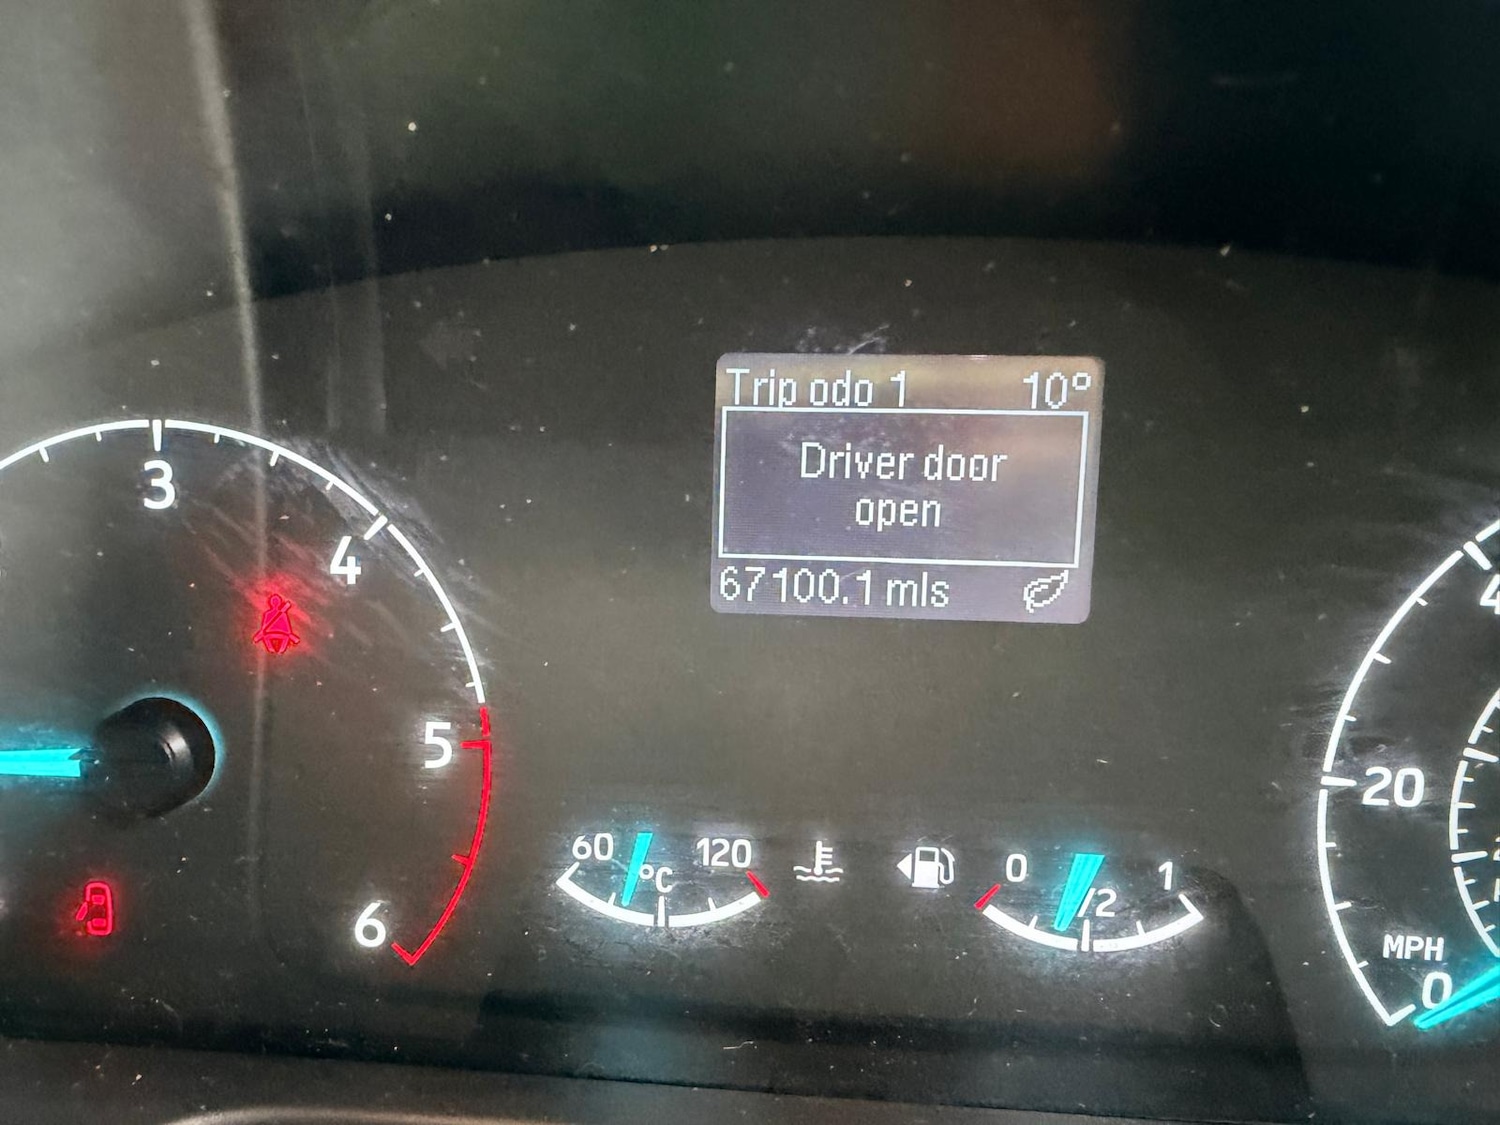 Trip odo 1 10°
Driver door
open
67100.1 mls
3
4
5
6
60 °C 120
0 1/2 1
4
20
MPH
0